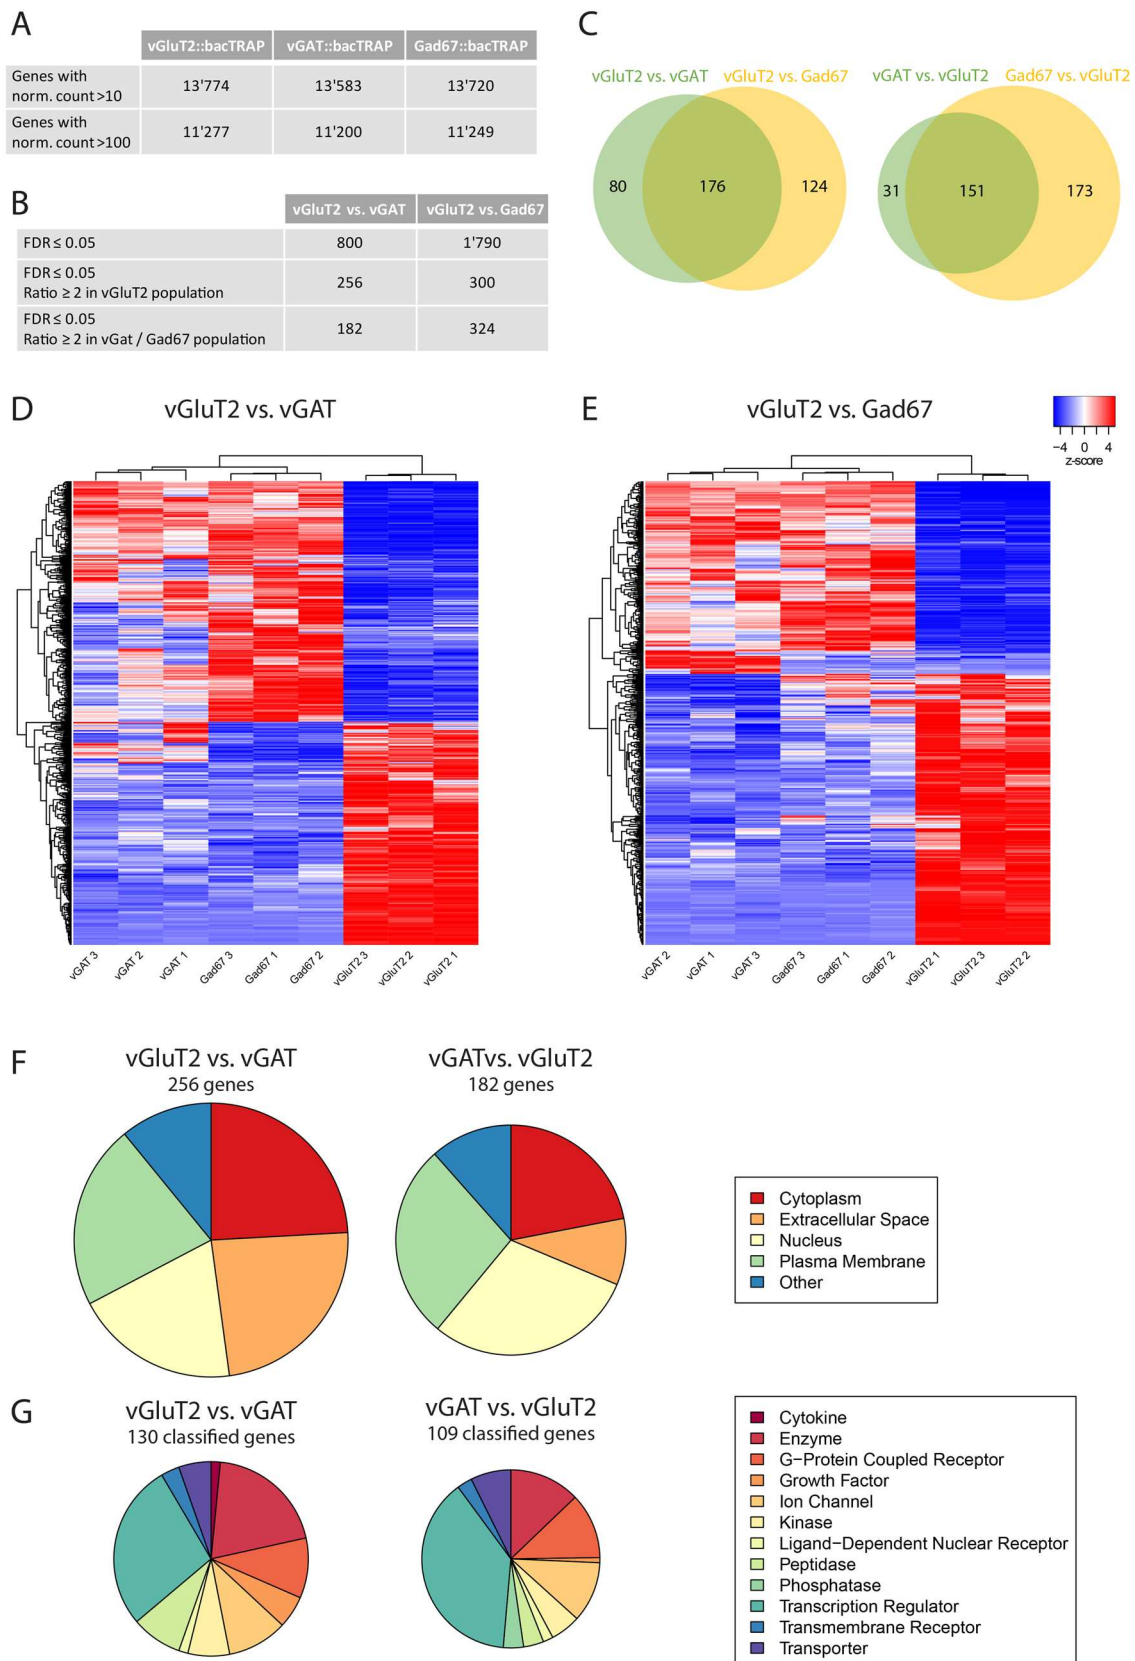 A
vGluT2::bacTRAP vGAT::bacTRAP Gad67::bacTRAP
Genes with
norm. count >10 13'774 13'583 13'720
Genes with
norm. count >100 11'277 11'200 11'249
B
vGluT2 vs. vGAT vGluT2 vs. Gad67
FDR ≤ 0.05 800 1'790
FDR ≤ 0.05
Ratio ≥ 2 in vGluT2 population 256 300
FDR ≤ 0.05
Ratio ≥ 2 in vGat / Gad67 population 182 324
C
vGluT2 vs. vGAT vGluT2 vs. Gad67
80 176 124
vGAT vs. vGluT2 Gad67 vs. vGluT2
31 151 173
D
vGluT2 vs. vGAT
vGAT 3 vGAT 2 vGAT 1 Gad67 3 Gad67 1 Gad67 2 vGluT2 3 vGluT2 2 vGluT2 1
E
vGluT2 vs. Gad67
−4 0 4
z-score
vGAT 2 vGAT 1 vGAT 3 Gad67 3 Gad67 1 Gad67 2 vGluT2 1 vGluT2 3 vGluT2 2
F
vGluT2 vs. vGAT
256 genes
vGATvs. vGluT2
182 genes
Cytoplasm
Extracellular Space
Nucleus
Plasma Membrane
Other
G
vGluT2 vs. vGAT
130 classified genes
vGAT vs. vGluT2
109 classified genes
Cytokine
Enzyme
G−Protein Coupled Receptor
Growth Factor
Ion Channel
Kinase
Ligand−Dependent Nuclear Receptor
Peptidase
Phosphatase
Transcription Regulator
Transmembrane Receptor
Transporter